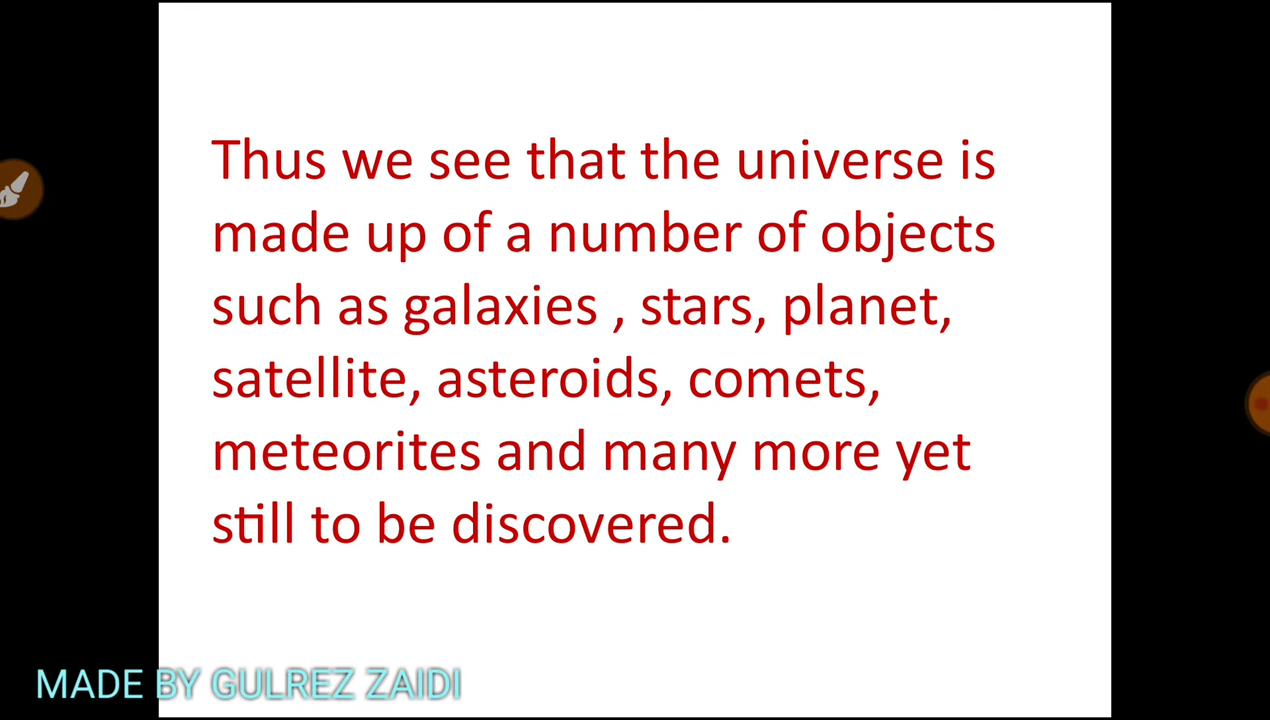 Thus we see that the universe is
made up of a number of objects
such as galaxies , stars, planet,
satellite, asteroids, comets,
meteorites and many more yet
still to be discovered.
MADE BY GULREZ ZAIDI